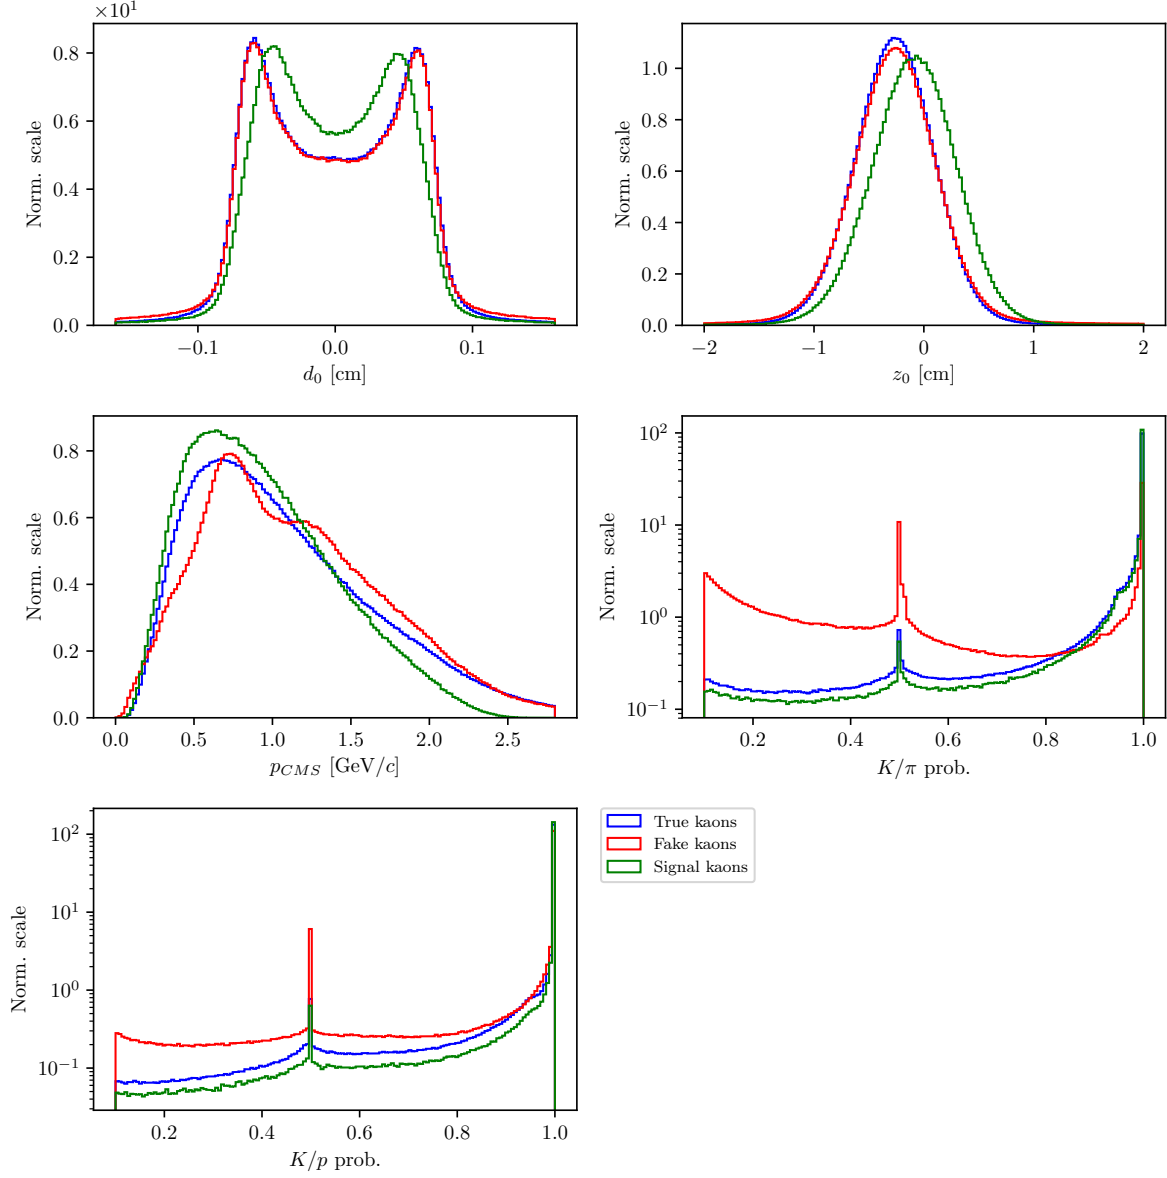 ×10¹
Norm. scale
0.8
0.6
0.4
0.2
0.0
−0.1 0.0 0.1
d₀ [cm]
Norm. scale
1.0
0.8
0.6
0.4
0.2
0.0
−2 −1 0 1 2
z₀ [cm]
Norm. scale
0.8
0.6
0.4
0.2
0.0
0.0 0.5 1.0 1.5 2.0 2.5
p_CMS [GeV/c]
Norm. scale
10²
10¹
10⁰
10⁻¹
0.2 0.4 0.6 0.8 1.0
K/π prob.
Norm. scale
10²
10¹
10⁰
10⁻¹
0.2 0.4 0.6 0.8 1.0
K/p prob.
True kaons
Fake kaons
Signal kaons